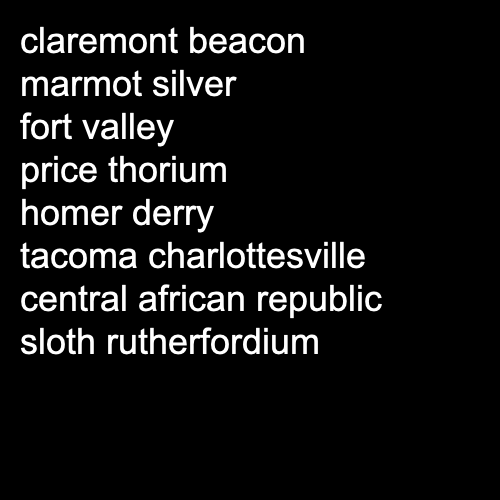 claremont beacon
marmot silver
fort valley
price thorium
homer derry
tacoma charlottesville
central african republic
sloth rutherfordium